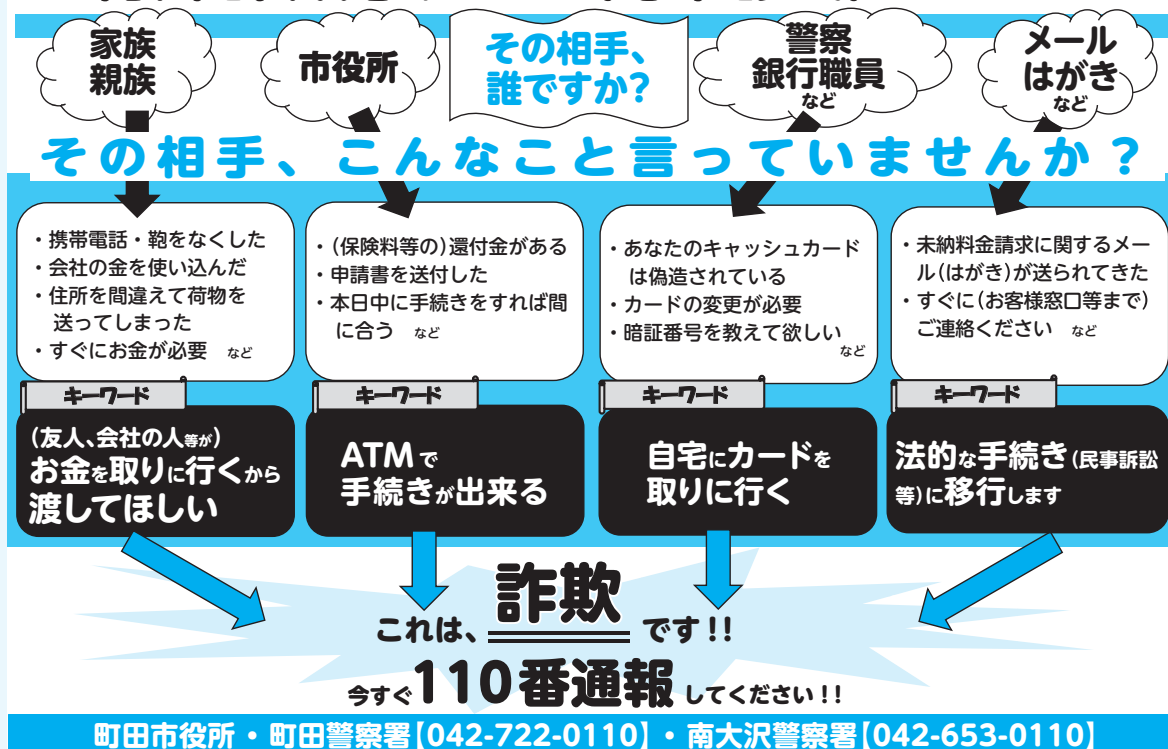 家族
親族
市役所
その相手、
誰ですか?
警察
銀行職員
など
メール
はがき
など
その相手、こんなこと言っていませんか？
・携帯電話・鞄をなくした
・会社の金を使い込んだ
・住所を間違えて荷物を
送ってしまった
・すぐにお金が必要 など
・(保険料等の)還付金がある
・申請書を送付した
・本日中に手続きをすれば間
に合う など
・あなたのキャッシュカード
は偽造されている
・カードの変更が必要
・暗証番号を教えて欲しい
など
・未納料金請求に関するメー
ル(はがき)が送られてきた
・すぐに(お客様窓口等まで)
ご連絡ください など
キーワード
(友人、会社の人等が)
お金を取りに行くから
渡してほしい
キーワード
ATMで
手続きが出来る
キーワード
自宅にカードを
取りに行く
キーワード
法的な手続き(民事訴訟
等)に移行します
これは、詐欺です!!
今すぐ110番通報してください!!
町田市役所・町田警察署【042-722-0110】・南大沢警察署【042-653-0110】